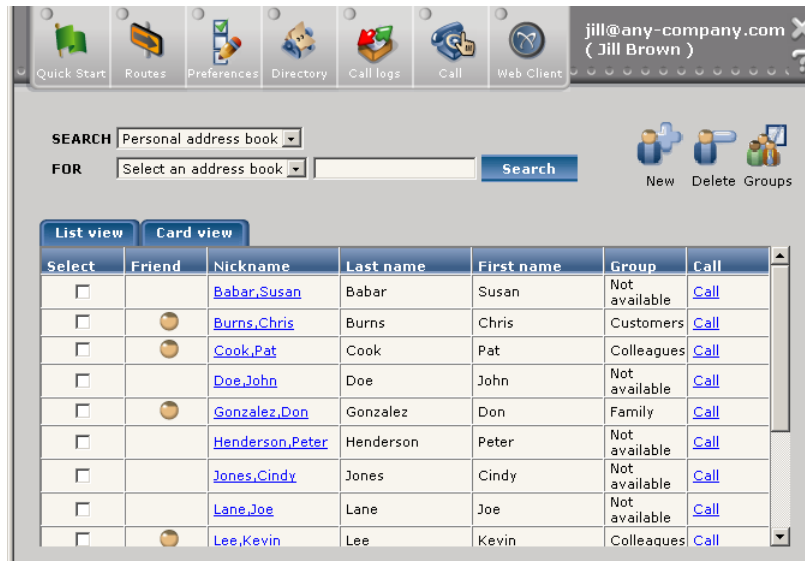 Quick Start Routes Preferences Directory Call logs Call Web Client
jill@any-company.com
( Jill Brown )
SEARCH Personal address book
FOR Select an address book Search
New Delete Groups
List view Card view
Select Friend Nickname Last name First name Group Call
Babar,Susan Babar Susan Not available Call
Burns,Chris Burns Chris Customers Call
Cook,Pat Cook Pat Colleagues Call
Doe,John Doe John Not available Call
Gonzalez,Don Gonzalez Don Family Call
Henderson,Peter Henderson Peter Not available Call
Jones,Cindy Jones Cindy Not available Call
Lane,Joe Lane Joe Not available Call
Lee,Kevin Lee Kevin Colleagues Call